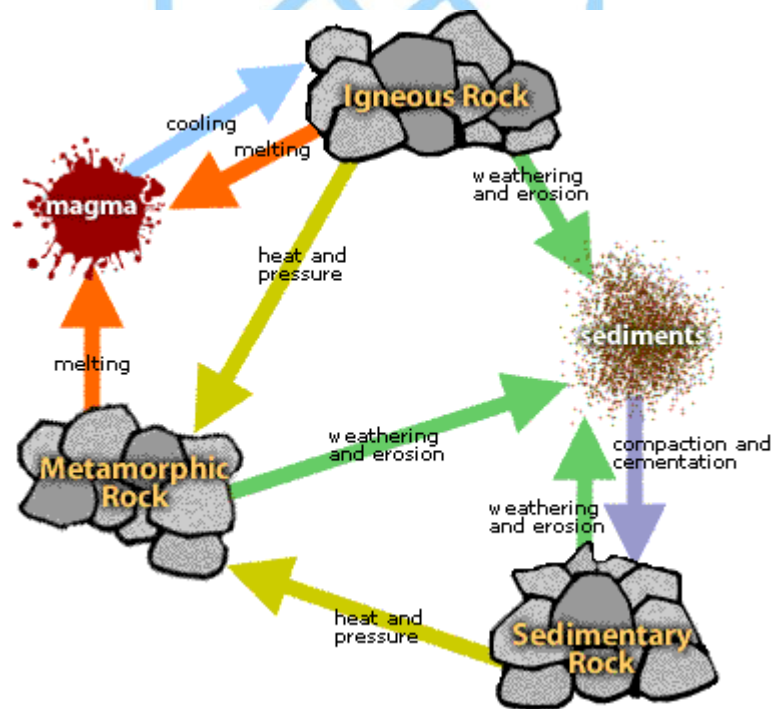 Igneous Rock
cooling
melting
weathering
and erosion
magma
heat and
pressure
sediments
melting
weathering
and erosion
compaction and
cementation
Metamorphic
Rock
weathering
and erosion
heat and
pressure
Sedimentary
Rock